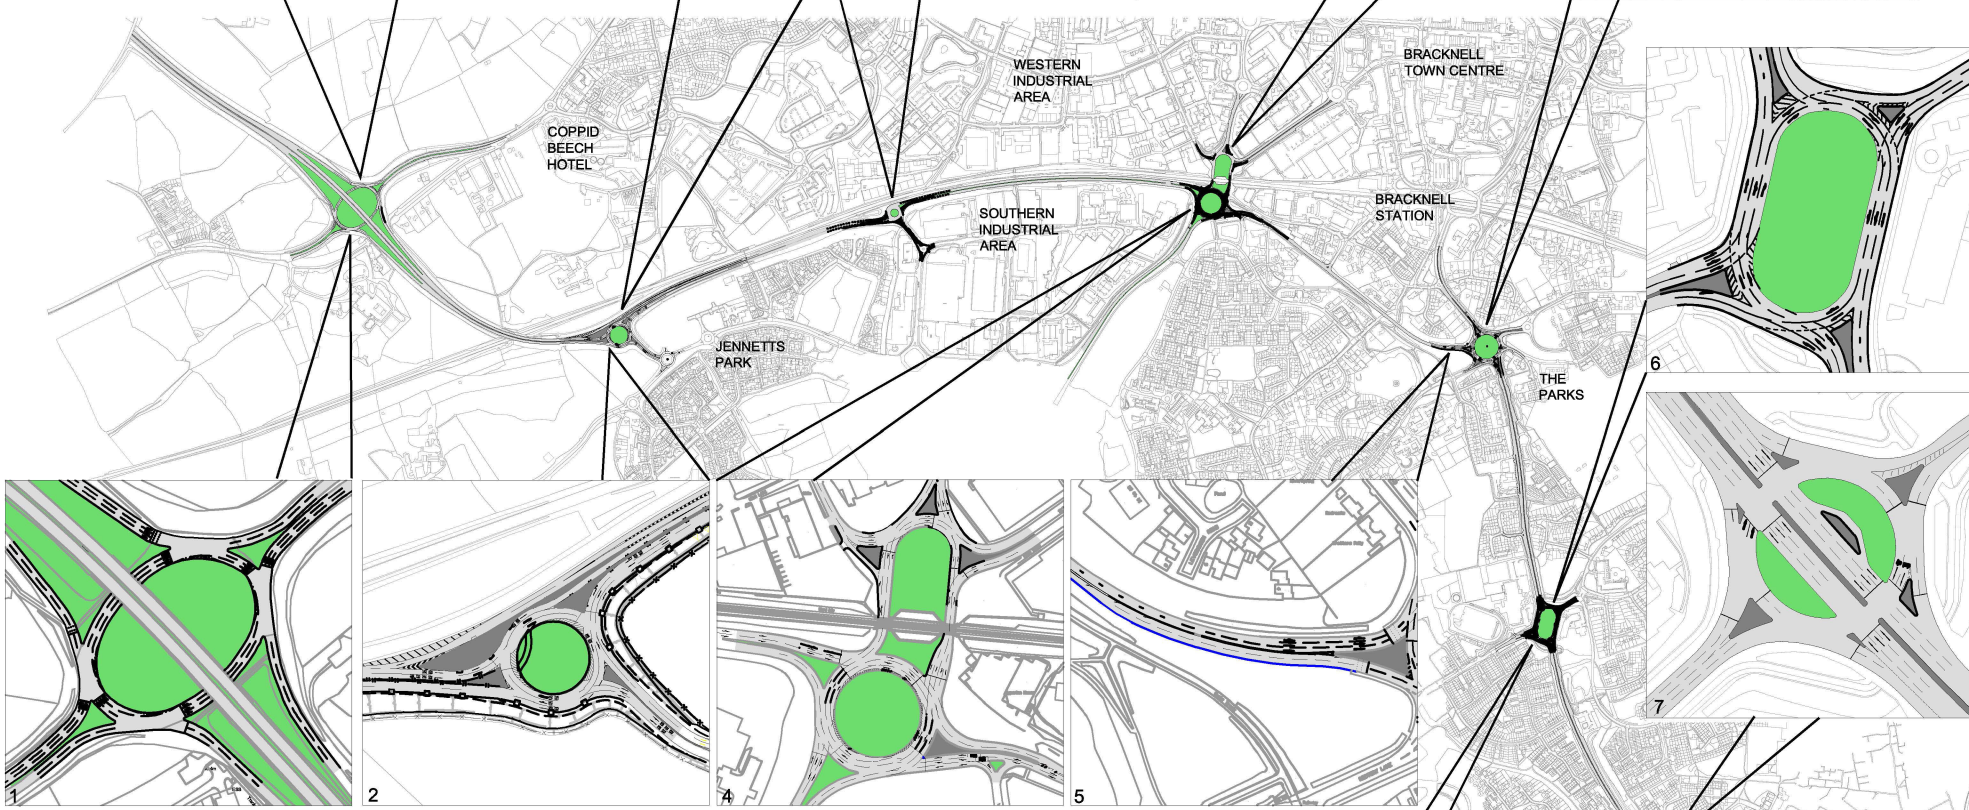 WESTERN
INDUSTRIAL
AREA
BRACKNELL
TOWN CENTRE
COPPID
BEECH
HOTEL
BRACKNELL
STATION
SOUTHERN
INDUSTRIAL
AREA
JENNETTS
PARK
THE
PARKS
6
7
1
2
4
5
Pond